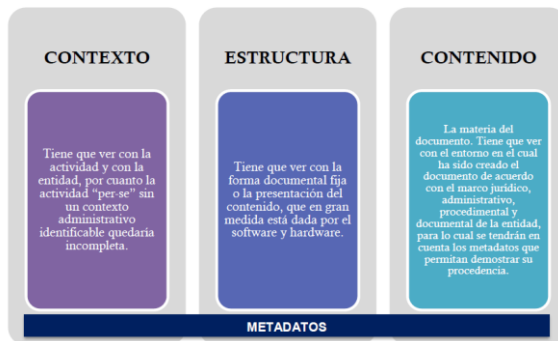 CONTEXTO
Tiene que ver con la
actividad y con la
entidad, por cuanto la
actividad “per-se” sin
un contexto
administrativo
identificable quedaría
incompleta.
ESTRUCTURA
Tiene que ver con la
forma documental fija
o la presentación del
contenido, que en gran
medida está dada por el
software y hardware.
CONTENIDO
La materia del
documento. Tiene que ver
con el entorno en el cual
ha sido creado el
documento de acuerdo
con el marco jurídico,
administrativo,
procedimental y
documental de la entidad,
para lo cual se tendrán en
cuenta los metadatos que
permitan demostrar su
procedencia.
METADATOS